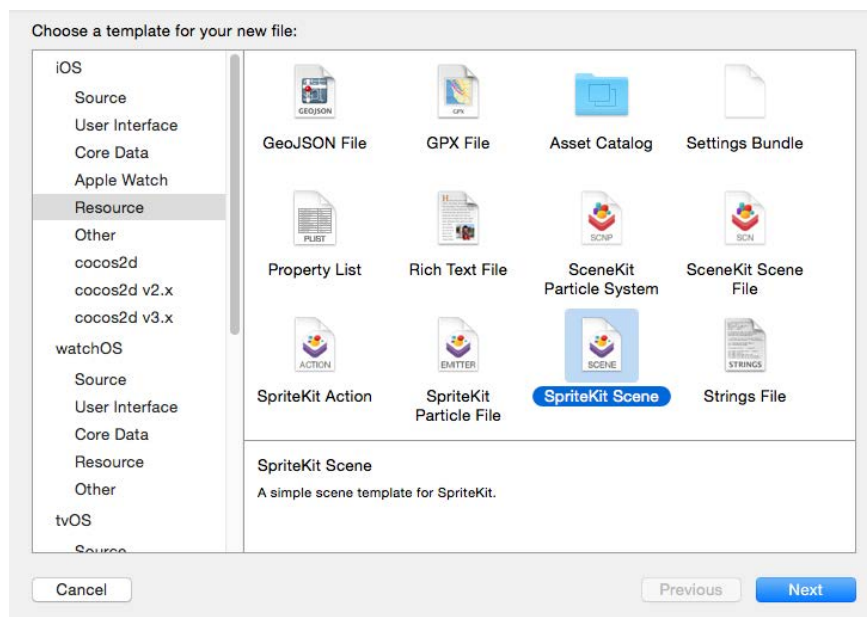 Choose a template for your new file:
iOS
Source
User Interface
Core Data
Apple Watch
Resource
Other
cocos2d
cocos2d v2.x
cocos2d v3.x
watchOS
Source
User Interface
Core Data
Resource
Other
tvOS
Source
GEOJSON
GPX
GeoJSON File
GPX File
Asset Catalog
Settings Bundle
PLIST
SCNP
SCN
Property List
Rich Text File
SceneKit
Particle System
SceneKit Scene
File
ACTION
EMITTER
SCENE
STRINGS
SpriteKit Action
SpriteKit
Particle File
SpriteKit Scene
Strings File
SpriteKit Scene
A simple scene template for SpriteKit.
Cancel
Previous
Next